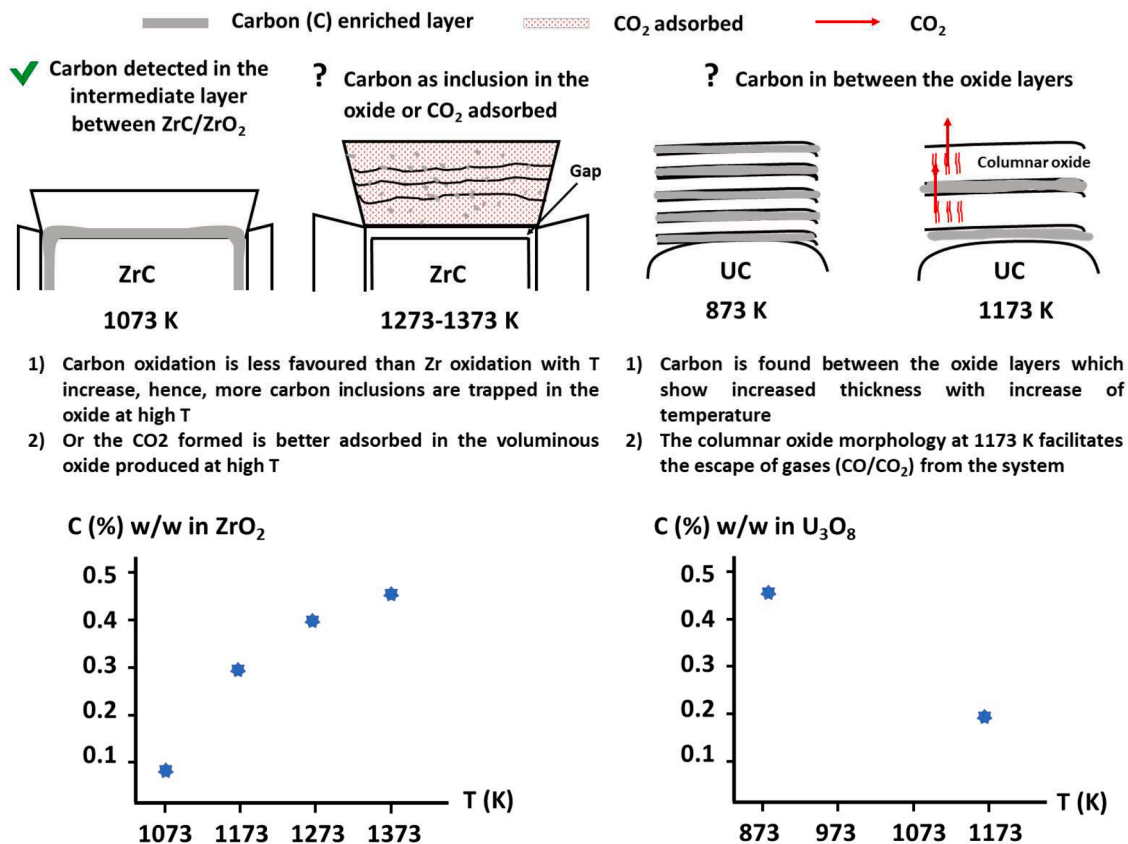 Carbon (C) enriched layer
CO₂ adsorbed
CO₂
Carbon detected in the
intermediate layer
between ZrC/ZrO₂
? Carbon as inclusion in the
oxide or CO₂ adsorbed
Gap
ZrC
1073 K
ZrC
1273-1373 K
? Carbon in between the oxide layers
Columnar oxide
UC
873 K
UC
1173 K
1) Carbon oxidation is less favoured than Zr oxidation with T
increase, hence, more carbon inclusions are trapped in the
oxide at high T
2) Or the CO2 formed is better adsorbed in the voluminous
oxide produced at high T
1) Carbon is found between the oxide layers which
show increased thickness with increase of
temperature
2) The columnar oxide morphology at 1173 K facilitates
the escape of gases (CO/CO₂) from the system
C (%) w/w in ZrO₂
0.5
0.4
0.3
0.2
0.1
T (K)
1073 1173 1273 1373
C (%) w/w in U₃O₈
0.5
0.4
0.3
0.2
0.1
T (K)
873 973 1073 1173